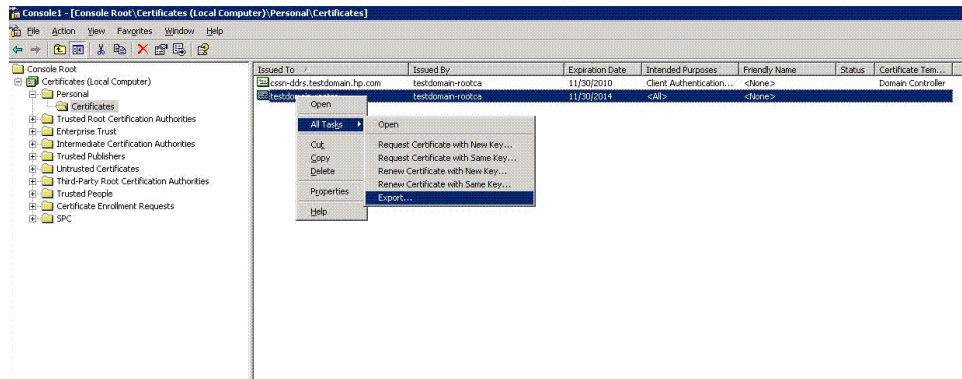 Console1 - [Console Root\Certificates (Local Computer)\Personal\Certificates]
File Action View Favorites Window Help
Console Root
Certificates (Local Computer)
Personal
Certificates
Trusted Root Certification Authorities
Enterprise Trust
Intermediate Certification Authorities
Trusted Publishers
Untrusted Certificates
Third-Party Root Certification Authorities
Trusted People
Certificate Enrollment Requests
SPC
Issued To Issued By Expiration Date Intended Purposes Friendly Name Status Certificate Tem...
cssn-ddrs.testdomain.hp.com testdomain-rootca 11/30/2010 Client Authentication... <None> Domain Controller
testdomain-rootca 11/30/2014 <All> <None>
Open
All Tasks
Cut
Copy
Delete
Properties
Help
Open
Request Certificate with New Key...
Request Certificate with Same Key...
Renew Certificate with New Key...
Renew Certificate with Same Key...
Export...